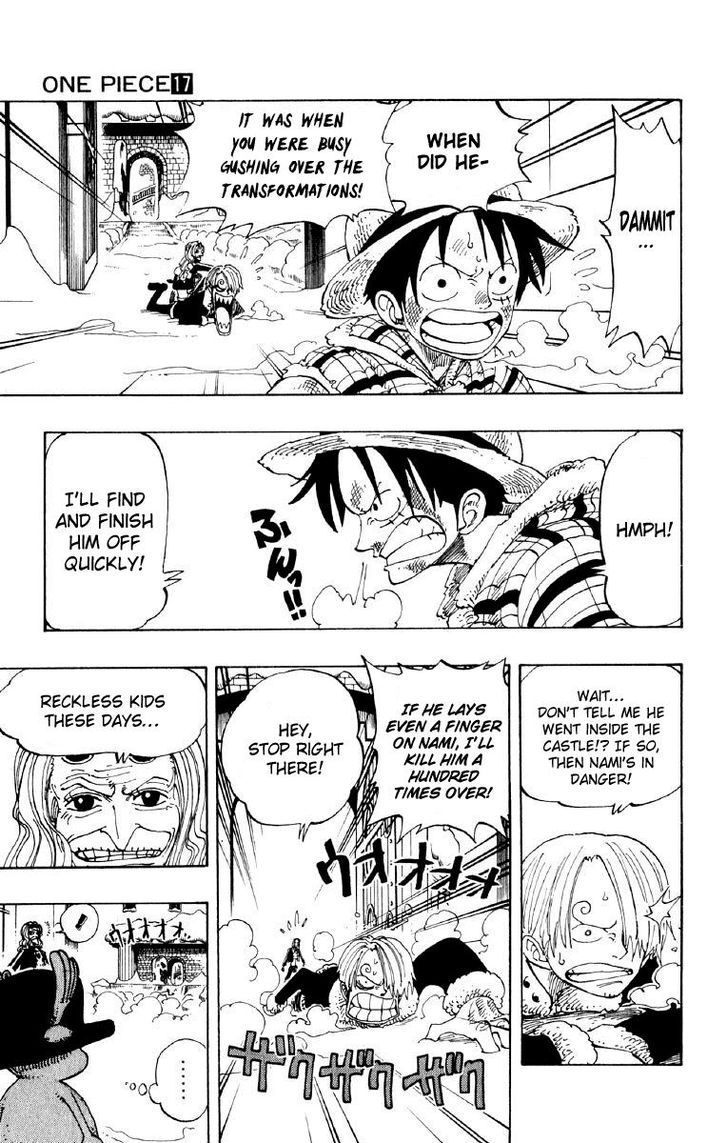 ONE PIECE 17
DAMMIT
...
WHEN
DID HE-
IT WAS WHEN
YOU WERE BUSY
GUSHING OVER THE
TRANSFORMATIONS!
HMPH!
ふんっ!!
I'LL FIND
AND FINISH
HIM OFF
QUICKLY!
WAIT...
DON'T TELL ME HE
WENT INSIDE THE
CASTLE!? IF SO,
THEN NAMI'S IN
DANGER!
IF HE LAYS
EVEN A FINGER
ON NAMI, I'LL
KILL HIM A
HUNDRED
TIMES OVER!
HEY,
STOP RIGHT
THERE!
ウオオオオ
ザクザクザク
RECKLESS KIDS
THESE DAYS...
ウオオオオ
!
......